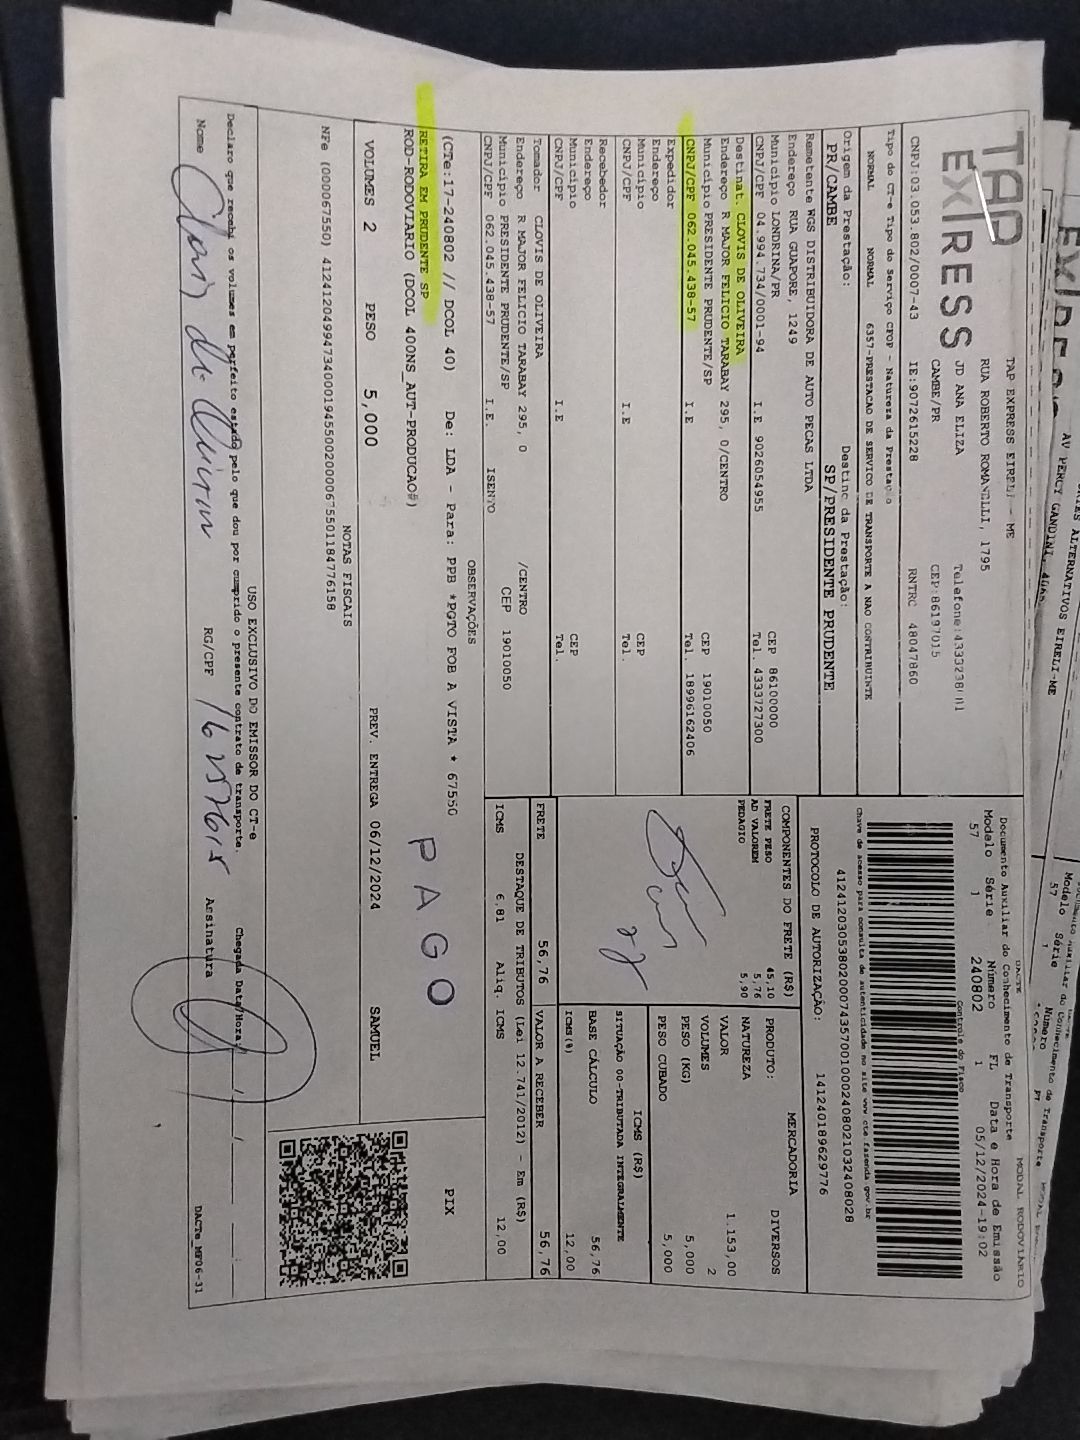 TAP
EXPRESS
TAP EXPRESS EIRELI - ME
RUA ROBERTO ROMANELLI, 1795
JD ANA ELIZA
CAMBE/PR
CEP:86197015
CNPJ:03.053.802/0007-43 IE:9072615228 RNTRC 48047860
Tipo do CT-e Tipo do Serviço CFOP - Natureza da Prestação
NORMAL NORMAL 6357-PRESTACAO DE SERVICO DE TRANSPORTE A NAO CONTRIBUINTE
Origem da Prestação: Destino da Prestação:
PR/CAMBE SP/PRESIDENTE PRUDENTE
Remetente WGS DISTRIBUIDORA DE AUTO PECAS LTDA
Endereço RUA GUAPORE, 1249
Município LONDRINA/PR CEP 86100000
CNPJ/CPF 04.994.734/0001-94 I.E 9026054955 Tel. 4333727300
Destinat. CLOVIS DE OLIVEIRA
Endereço R MAJOR FELICIO TARABAY 295, 0/CENTRO
Município PRESIDENTE PRUDENTE/SP CEP 19010050
CNPJ/CPF 062.045.438-57 I.E Tel. 18996162406
Expedidor
Endereço
Município CEP
CNPJ/CPF I.E Tel.
Recebedor
Endereço
Município CEP
CNPJ/CPF I.E Tel.
Tomador CLOVIS DE OLIVEIRA
Endereço R MAJOR FELICIO TARABAY 295, 0 /CENTRO
Município PRESIDENTE PRUDENTE/SP CEP 19010050
CNPJ/CPF 062.045.438-57 I.E. ISENTO
DACTE MODAL RODOVIÁRIO
Documento Auxiliar do Conhecimento de Transporte
Modelo Série Número FL Data e Hora de Emissão
57 1 240802 1 05/12/2024-19:02
Controle do Fisco
Chave de acesso para consulta de autenticidade no site www.cte.fazenda.gov.br
41241203053802000743570010002408021032408028
PROTOCOLO DE AUTORIZAÇÃO: 141240189629776
COMPONENTES DO FRETE (R$)
FRETE PESO 45,10
AD VALOREM 5,76
PEDAGIO 5,90
MERCADORIA
PRODUTO: DIVERSOS
NATUREZA
VALOR 1.153,00
VOLUMES 2
PESO (KG) 5,000
PESO CUBADO 5,000
ICMS (R$)
SITUAÇÃO 00-TRIBUTADA INTEGRALMENTE
BASE CÁLCULO 56,76
ICMS(%) 12,00
FRETE 56,76 VALOR A RECEBER 56,76
DESTAQUE DE TRIBUTOS (Lei 12.741/2012) - Em (R$)
ICMS 6,81 Aliq. ICMS 12,00
OBSERVAÇÕES
(CTe:17-240802 // DCOL 40) De: LDA - Para: PPB *PGTO FOB A VISTA * 67550
ROD-RODOVIARIO (DCOL 400NS_AUT-PRODUCAO#)
RETIRA EM PRUDENTE SP
PAGO
PIX
VOLUMES 2 PESO 5,000 PREV. ENTREGA 06/12/2024 SAMUEL
NOTAS FISCAIS
NFe (000067550) 41241204994734000194550020000675501184776158
USO EXCLUSIVO DO EMISSOR DO CT-e
Declaro que recebi os volumes em perfeito estado pelo que dou por cumprido o presente contrato de transporte.
Chegada Data/Hora / / :
Nome RG/CPF Assinatura
DACTe_MF06-31
AV PERCY GANDINI,
ALTERNATIVOS EIRELI-ME